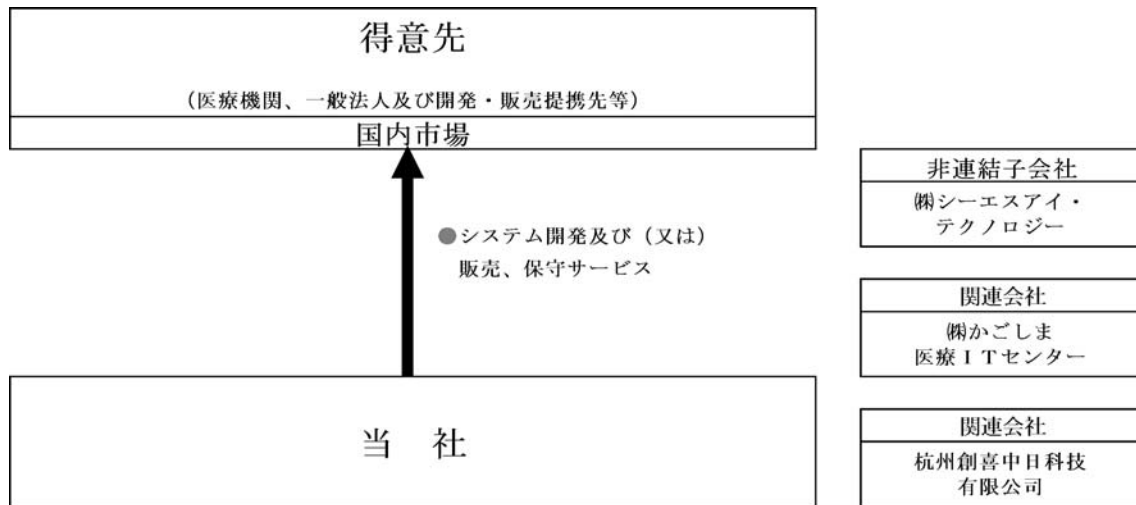 得意先
（医療機関、一般法人及び開発・販売提携先等）
国内市場
●システム開発及び（又は）
販売、保守サービス
当　社
非連結子会社
㈱シーエスアイ・
テクノロジー
関連会社
㈱かごしま
医療ＩＴセンター
関連会社
杭州創喜中日科技
有限公司